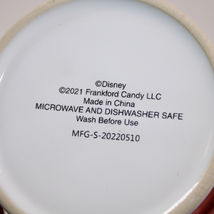 ©Disney
©2021 Frankford Candy LLC
Made in China
MICROWAVE AND DISHWASHER SAFE
Wash Before Use
MFG-S-20220510